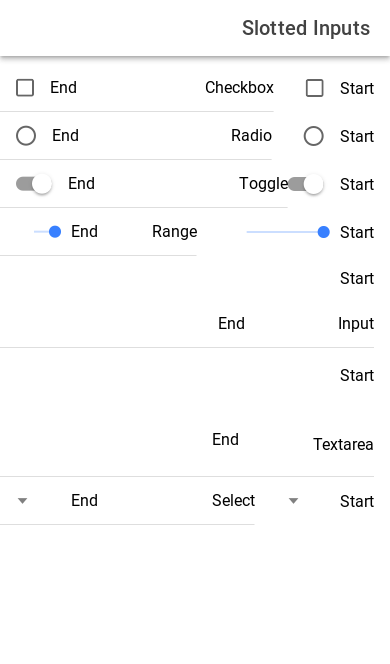 Slotted Inputs
End Checkbox Start
End Radio Start
End Toggle Start
End Range Start
Start
End Input
Start
End Textarea
End Select Start